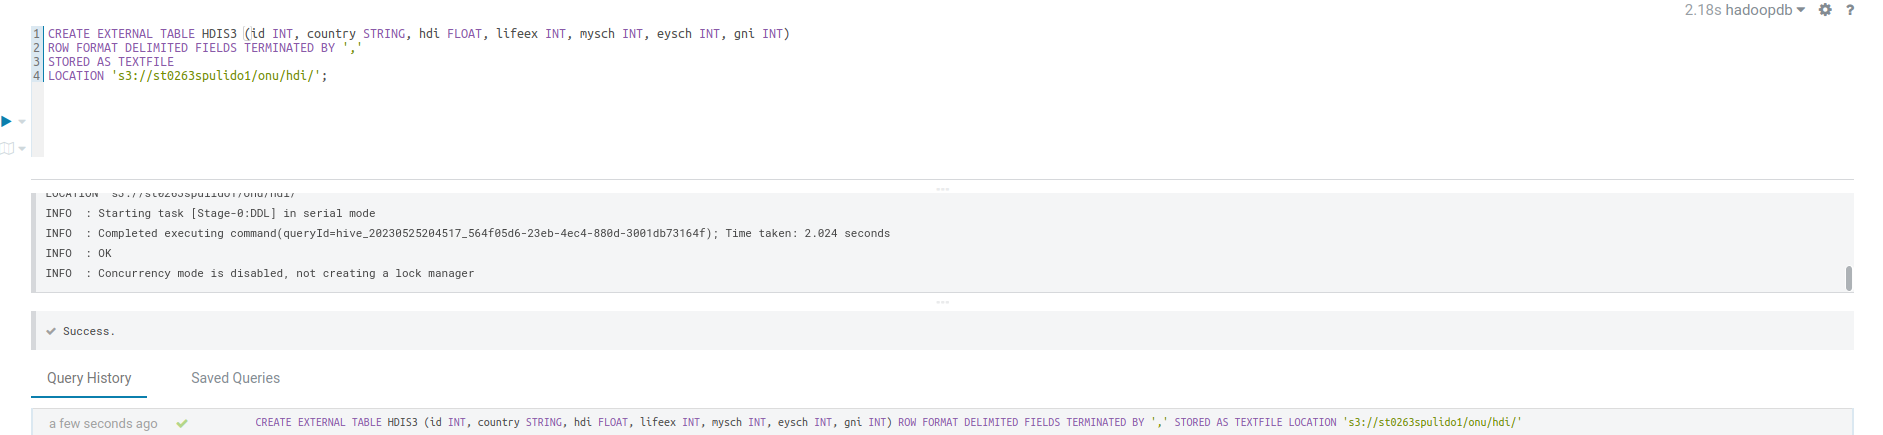 2.18s hadoopdb ?
1 CREATE EXTERNAL TABLE HDIS3 (id INT, country STRING, hdi FLOAT, lifeex INT, mysch INT, eysch INT, gni INT)
2 ROW FORMAT DELIMITED FIELDS TERMINATED BY ','
3 STORED AS TEXTFILE
4 LOCATION 's3://st0263spulido1/onu/hdi/';
LOCATION 's3://st0263spulido1/onu/hdi/'
INFO : Starting task [Stage-0:DDL] in serial mode
INFO : Completed executing command(queryId=hive_20230525204517_564f05d6-23eb-4ec4-880d-3001db73164f); Time taken: 2.024 seconds
INFO : OK
INFO : Concurrency mode is disabled, not creating a lock manager
Success.
Query History Saved Queries
a few seconds ago CREATE EXTERNAL TABLE HDIS3 (id INT, country STRING, hdi FLOAT, lifeex INT, mysch INT, eysch INT, gni INT) ROW FORMAT DELIMITED FIELDS TERMINATED BY ',' STORED AS TEXTFILE LOCATION 's3://st0263spulido1/onu/hdi/'